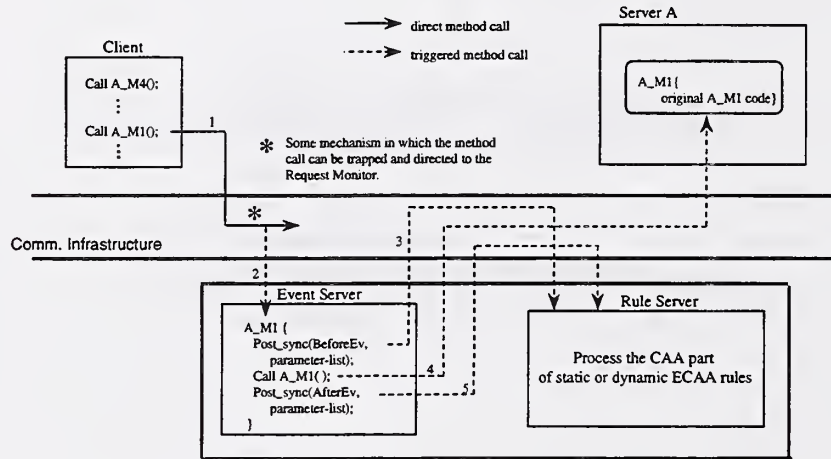 Client
Call A_M4();
⋮
Call A_M1();
⋮
1
direct method call
triggered method call
* Some mechanism in which the method
call can be trapped and directed to the
Request Monitor.
Server A
A_M1{
original A_M1 code}
*
Comm. Infrastructure
2
3
Event Server
A_M1 {
Post_sync(BeforeEv,
parameter-list);
Call A_M1( );
Post_sync(AfterEv,
parameter-list);
}
4
5
Rule Server
Process the CAA part
of static or dynamic ECAA rules